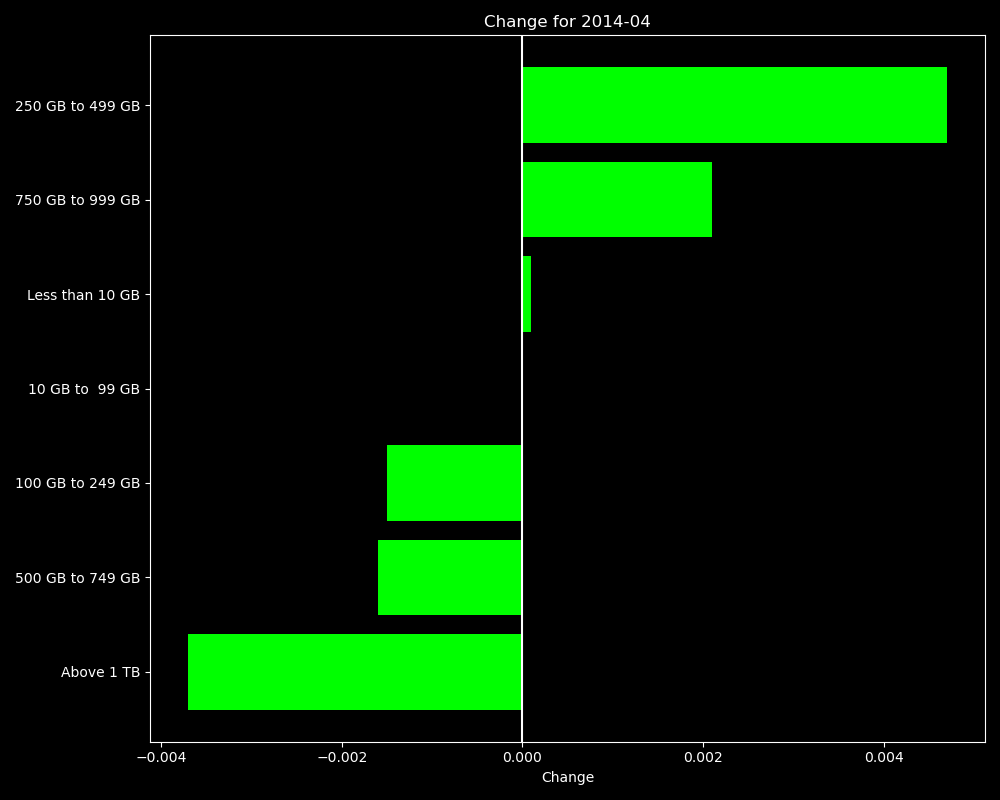 Change for 2014-04
250 GB to 499 GB
750 GB to 999 GB
Less than 10 GB
10 GB to  99 GB
100 GB to 249 GB
500 GB to 749 GB
Above 1 TB
−0.004 −0.002 0.000 0.002 0.004
Change